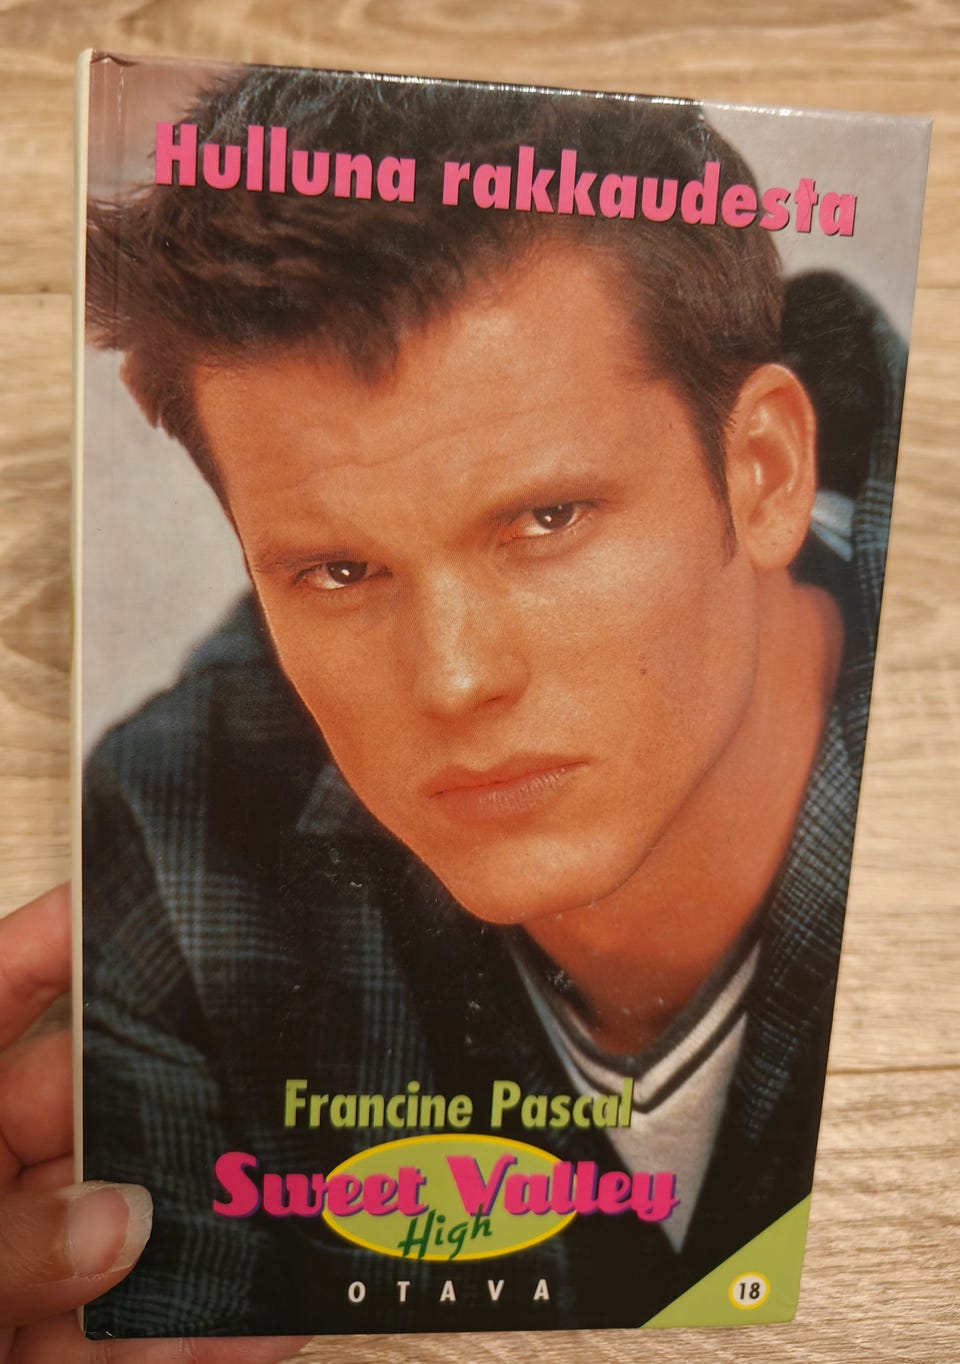 Hulluna rakkaudesta
Francine Pascal
Sweet Valley
High
OTAVA
18